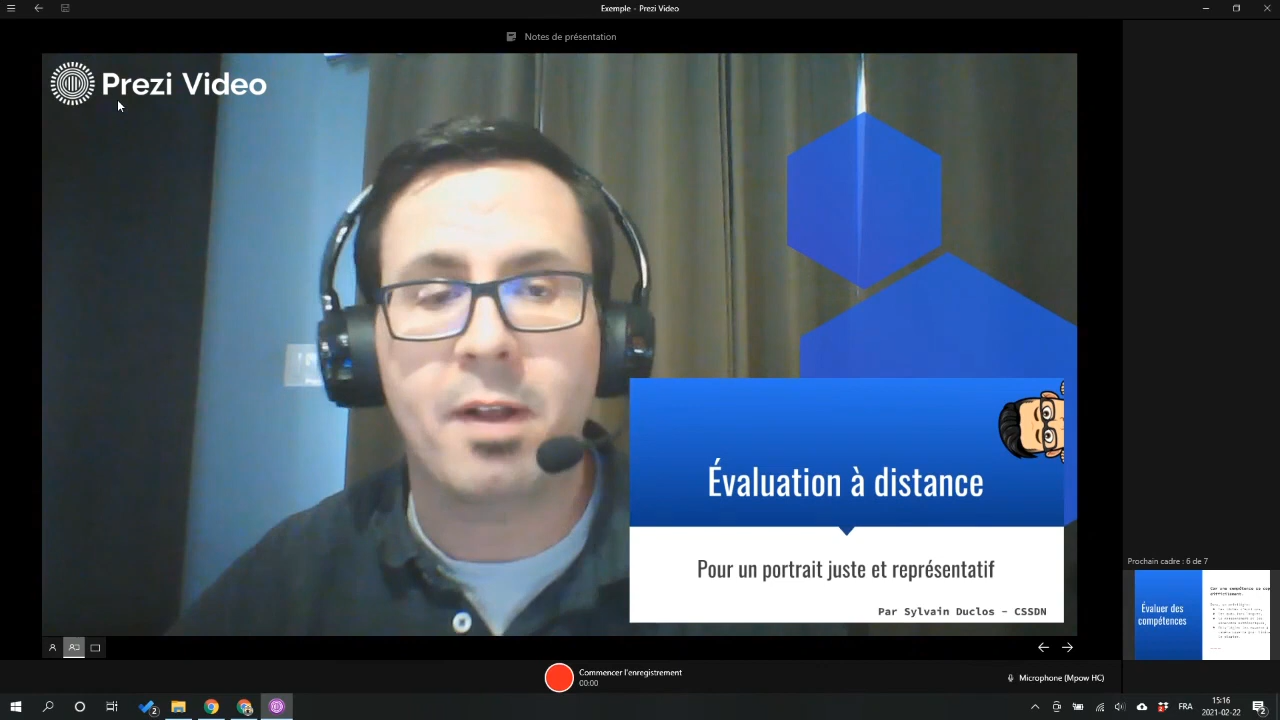 Exemple - Prezi Video
Notes de présentation
Prezi Video
Évaluation à distance
Pour un portrait juste et représentatif
Par Sylvain Duclos - CSSDN
Prochain cadre : 6 de 7
Évaluer des
compétences
Commencer l'enregistrement
00:00
Microphone (Mpow HC)
2
FRA
15:16
2021-02-22
2